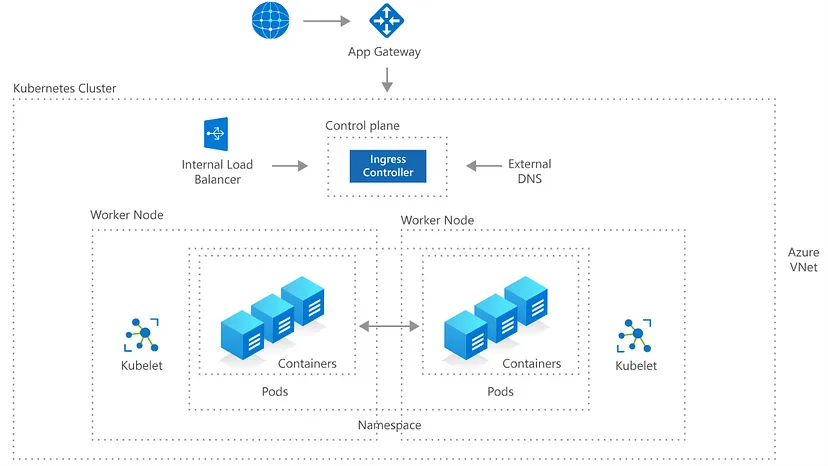 App Gateway
Kubernetes Cluster
Control plane
Internal Load
Balancer
Ingress
Controller
External
DNS
Worker Node
Worker Node
Azure
VNet
Kubelet
Containers
Containers
Kubelet
Pods
Pods
Namespace